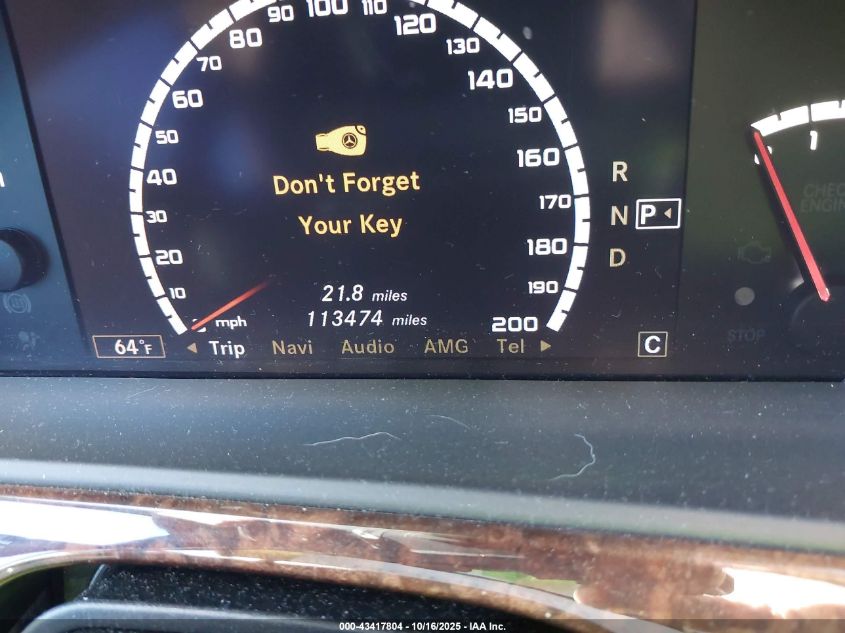 90 100 110
80 120
70 130
60 140
50 150
40 160
30 170
20 180
10 190
200
Don't Forget
Your Key
21.8 miles
113474 miles
mph
64°F
Trip Navi Audio AMG Tel
C
R
N P
D
1
CHECK
ENGINE
STOP
000-43417804 - 10/16/2025 - IAA Inc.